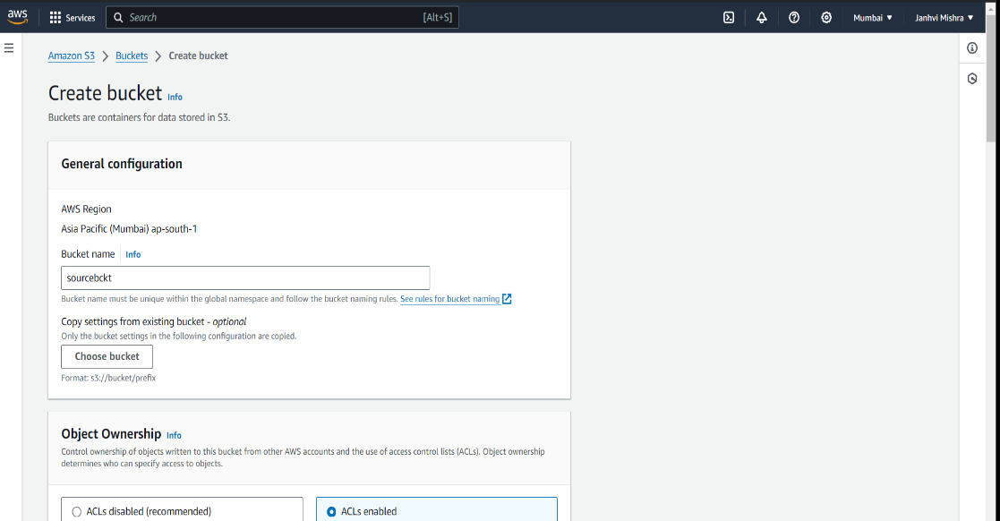 aws Services Search [Alt+S] Mumbai ▼ Janhvi Mishra ▼
Amazon S3 > Buckets > Create bucket
Create bucket Info
Buckets are containers for data stored in S3.
General configuration
AWS Region
Asia Pacific (Mumbai) ap-south-1
Bucket name Info
sourcebckt
Bucket name must be unique within the global namespace and follow the bucket naming rules. See rules for bucket naming
Copy settings from existing bucket - optional
Only the bucket settings in the following configuration are copied.
Choose bucket
Format: s3://bucket/prefix
Object Ownership Info
Control ownership of objects written to this bucket from other AWS accounts and the use of access control lists (ACLs). Object ownership
determines who can specify access to objects.
ACLs disabled (recommended) ACLs enabled